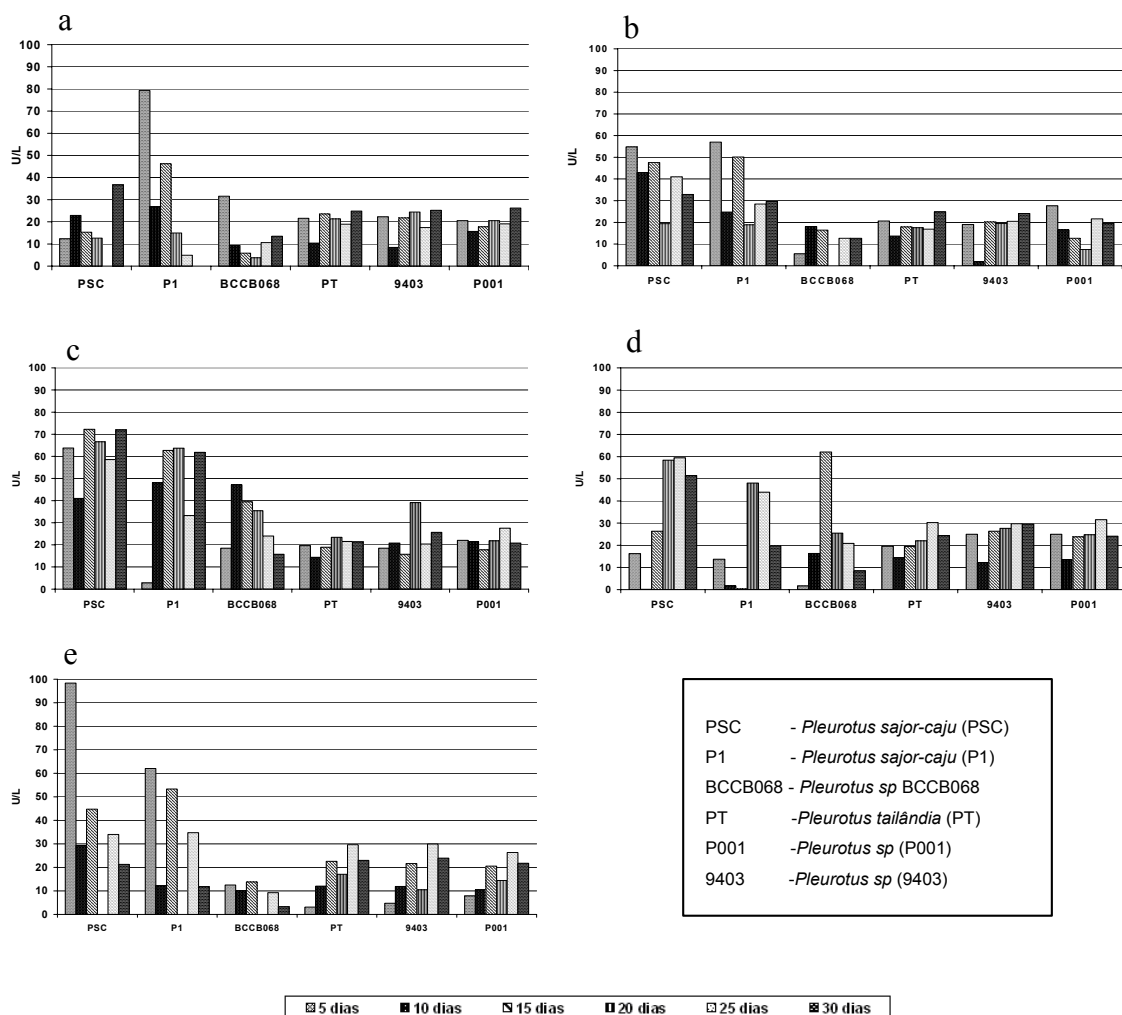 a
100
90
80
70
60
50
40
30
20
10
0
U/L
PSC P1 BCCB068 PT 9403 P001
b
100
90
80
70
60
50
40
30
20
10
0
U/L
PSC P1 BCCB068 PT 9403 P001
c
100
90
80
70
60
50
40
30
20
10
0
U/L
PSC P1 BCCB068 PT 9403 P001
d
100
90
80
70
60
50
40
30
20
10
0
U/L
PSC P1 BCCB068 PT 9403 P001
e
100
90
80
70
60
50
40
30
20
10
0
U/L
PSC P1 BCCB068 PT 9403 P001
PSC - Pleurotus sajor-caju (PSC)
P1 - Pleurotus sajor-caju (P1)
BCCB068 - Pleurotus sp BCCB068
PT -Pleurotus tailândia (PT)
P001 -Pleurotus sp (P001)
9403 -Pleurotus sp (9403)
5 dias 10 dias 15 dias 20 dias 25 dias 30 dias